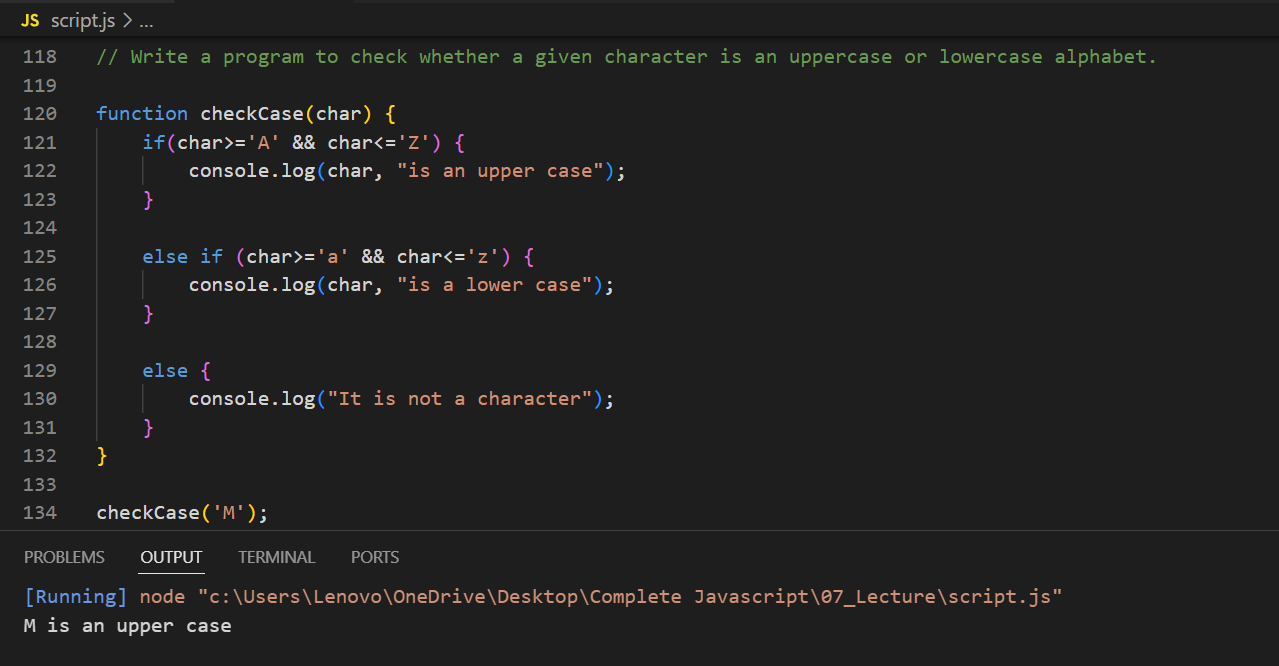 JS script.js > ...
118 // Write a program to check whether a given character is an uppercase or lowercase alphabet.
119
120 function checkCase(char) {
121     if(char>='A' && char<='Z') {
122         console.log(char, "is an upper case");
123     }
124
125     else if (char>='a' && char<='z') {
126         console.log(char, "is a lower case");
127     }
128
129     else {
130         console.log("It is not a character");
131     }
132 }
133
134 checkCase('M');
PROBLEMS OUTPUT TERMINAL PORTS
[Running] node "c:\Users\Lenovo\OneDrive\Desktop\Complete Javascript\07_Lecture\script.js"
M is an upper case